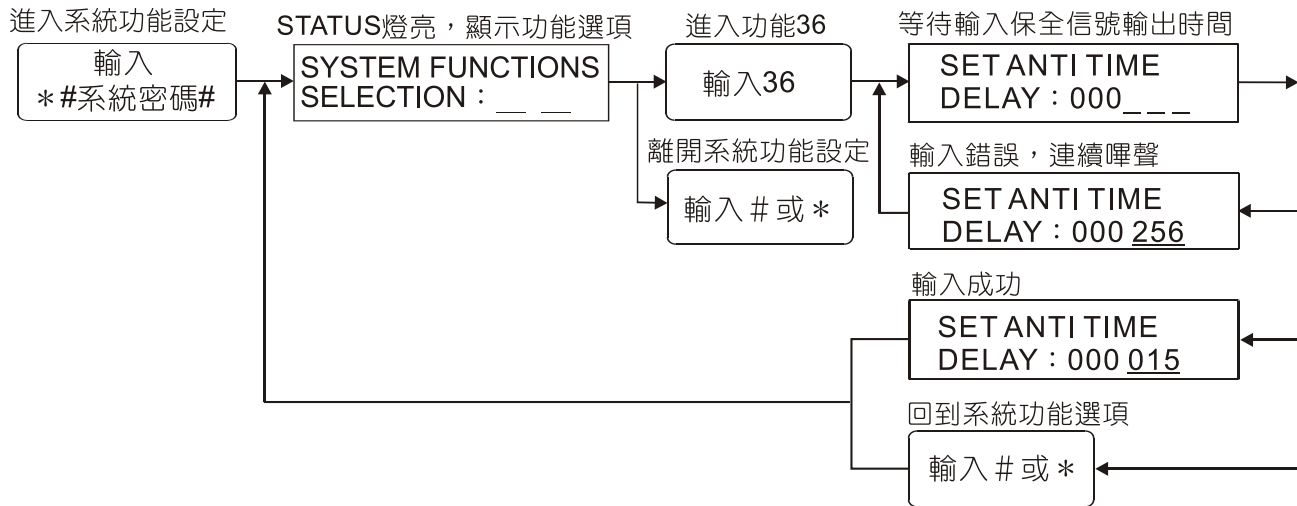 進入系統功能設定
輸入
＊#系統密碼#
STATUS燈亮，顯示功能選項
SYSTEM FUNCTIONS
SELECTION：_ _
進入功能36
輸入36
離開系統功能設定
輸入＃或＊
等待輸入保全信號輸出時間
SET ANTI TIME
DELAY：000_ _ _
輸入錯誤，連續嗶聲
SET ANTI TIME
DELAY：000 256
輸入成功
SET ANTI TIME
DELAY：000 015
回到系統功能選項
輸入＃或＊